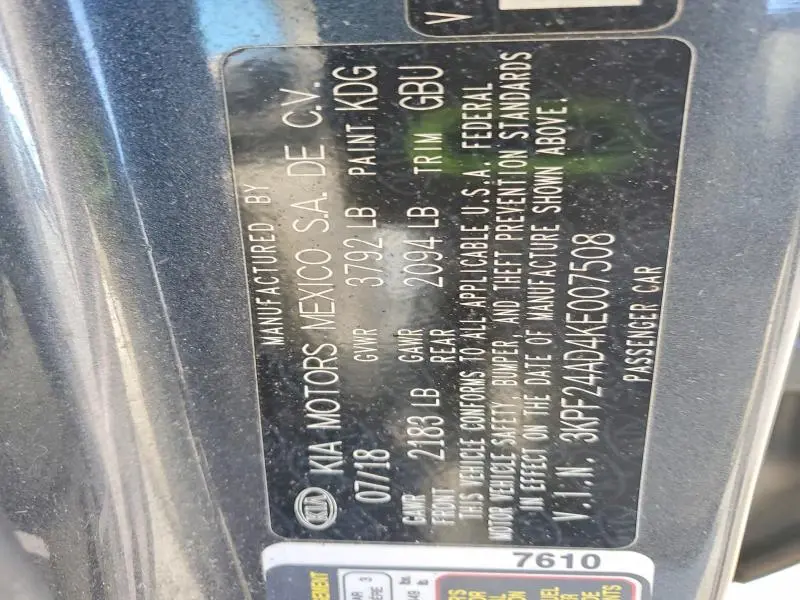 MANUFACTURED BY
KIA KIA MOTORS MEXICO S.A. DE C.V.
07/18 GVWR 3792 LB PAINT KDG
GAWR FRONT 2183 LB GAWR REAR 2094 LB TRIM GBU
THIS VEHICLE CONFORMS TO ALL APPLICABLE U.S.A. FEDERAL
MOTOR VEHICLE SAFETY, BUMPER, AND THEFT PREVENTION STANDARDS
IN EFFECT ON THE DATE OF MANUFACTURE SHOWN ABOVE.
V.I.N. 3KPF24AD4KE007508
PASSENGER CAR
V
7610